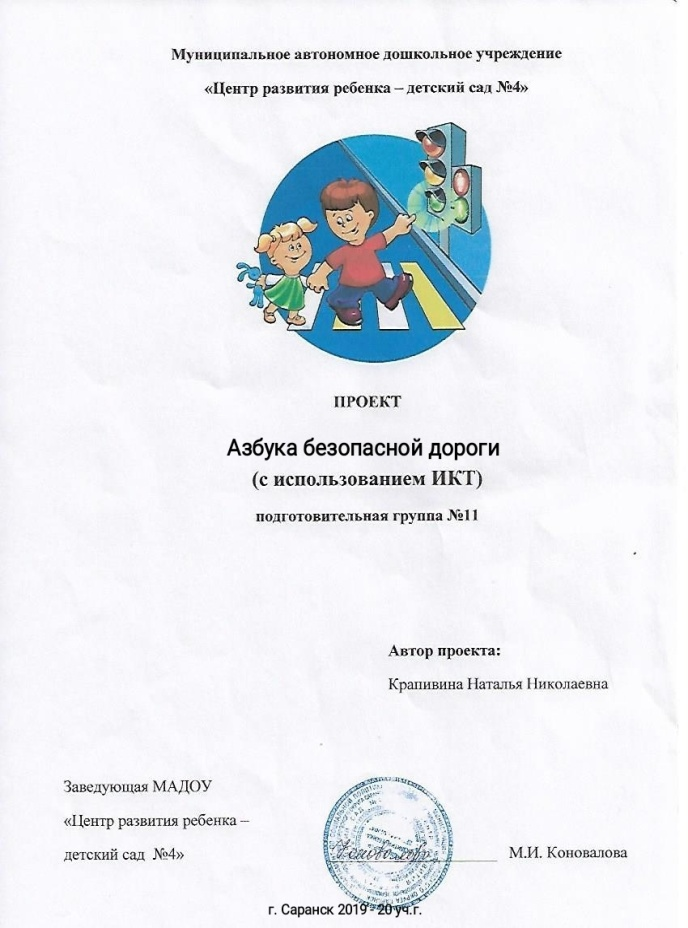 Муниципальное автономное дошкольное учреждение
«Центр развития ребенка – детский сад №4»
ПРОЕКТ
Азбука безопасной дороги
(с использованием ИКТ)
подготовительная группа №11
Автор проекта:
Крапивина Наталья Николаевна
Заведующая МАДОУ
«Центр развития ребенка –
детский сад №4»
М.И. Коновалова
г. Саранск 2019 - 20 уч.г.